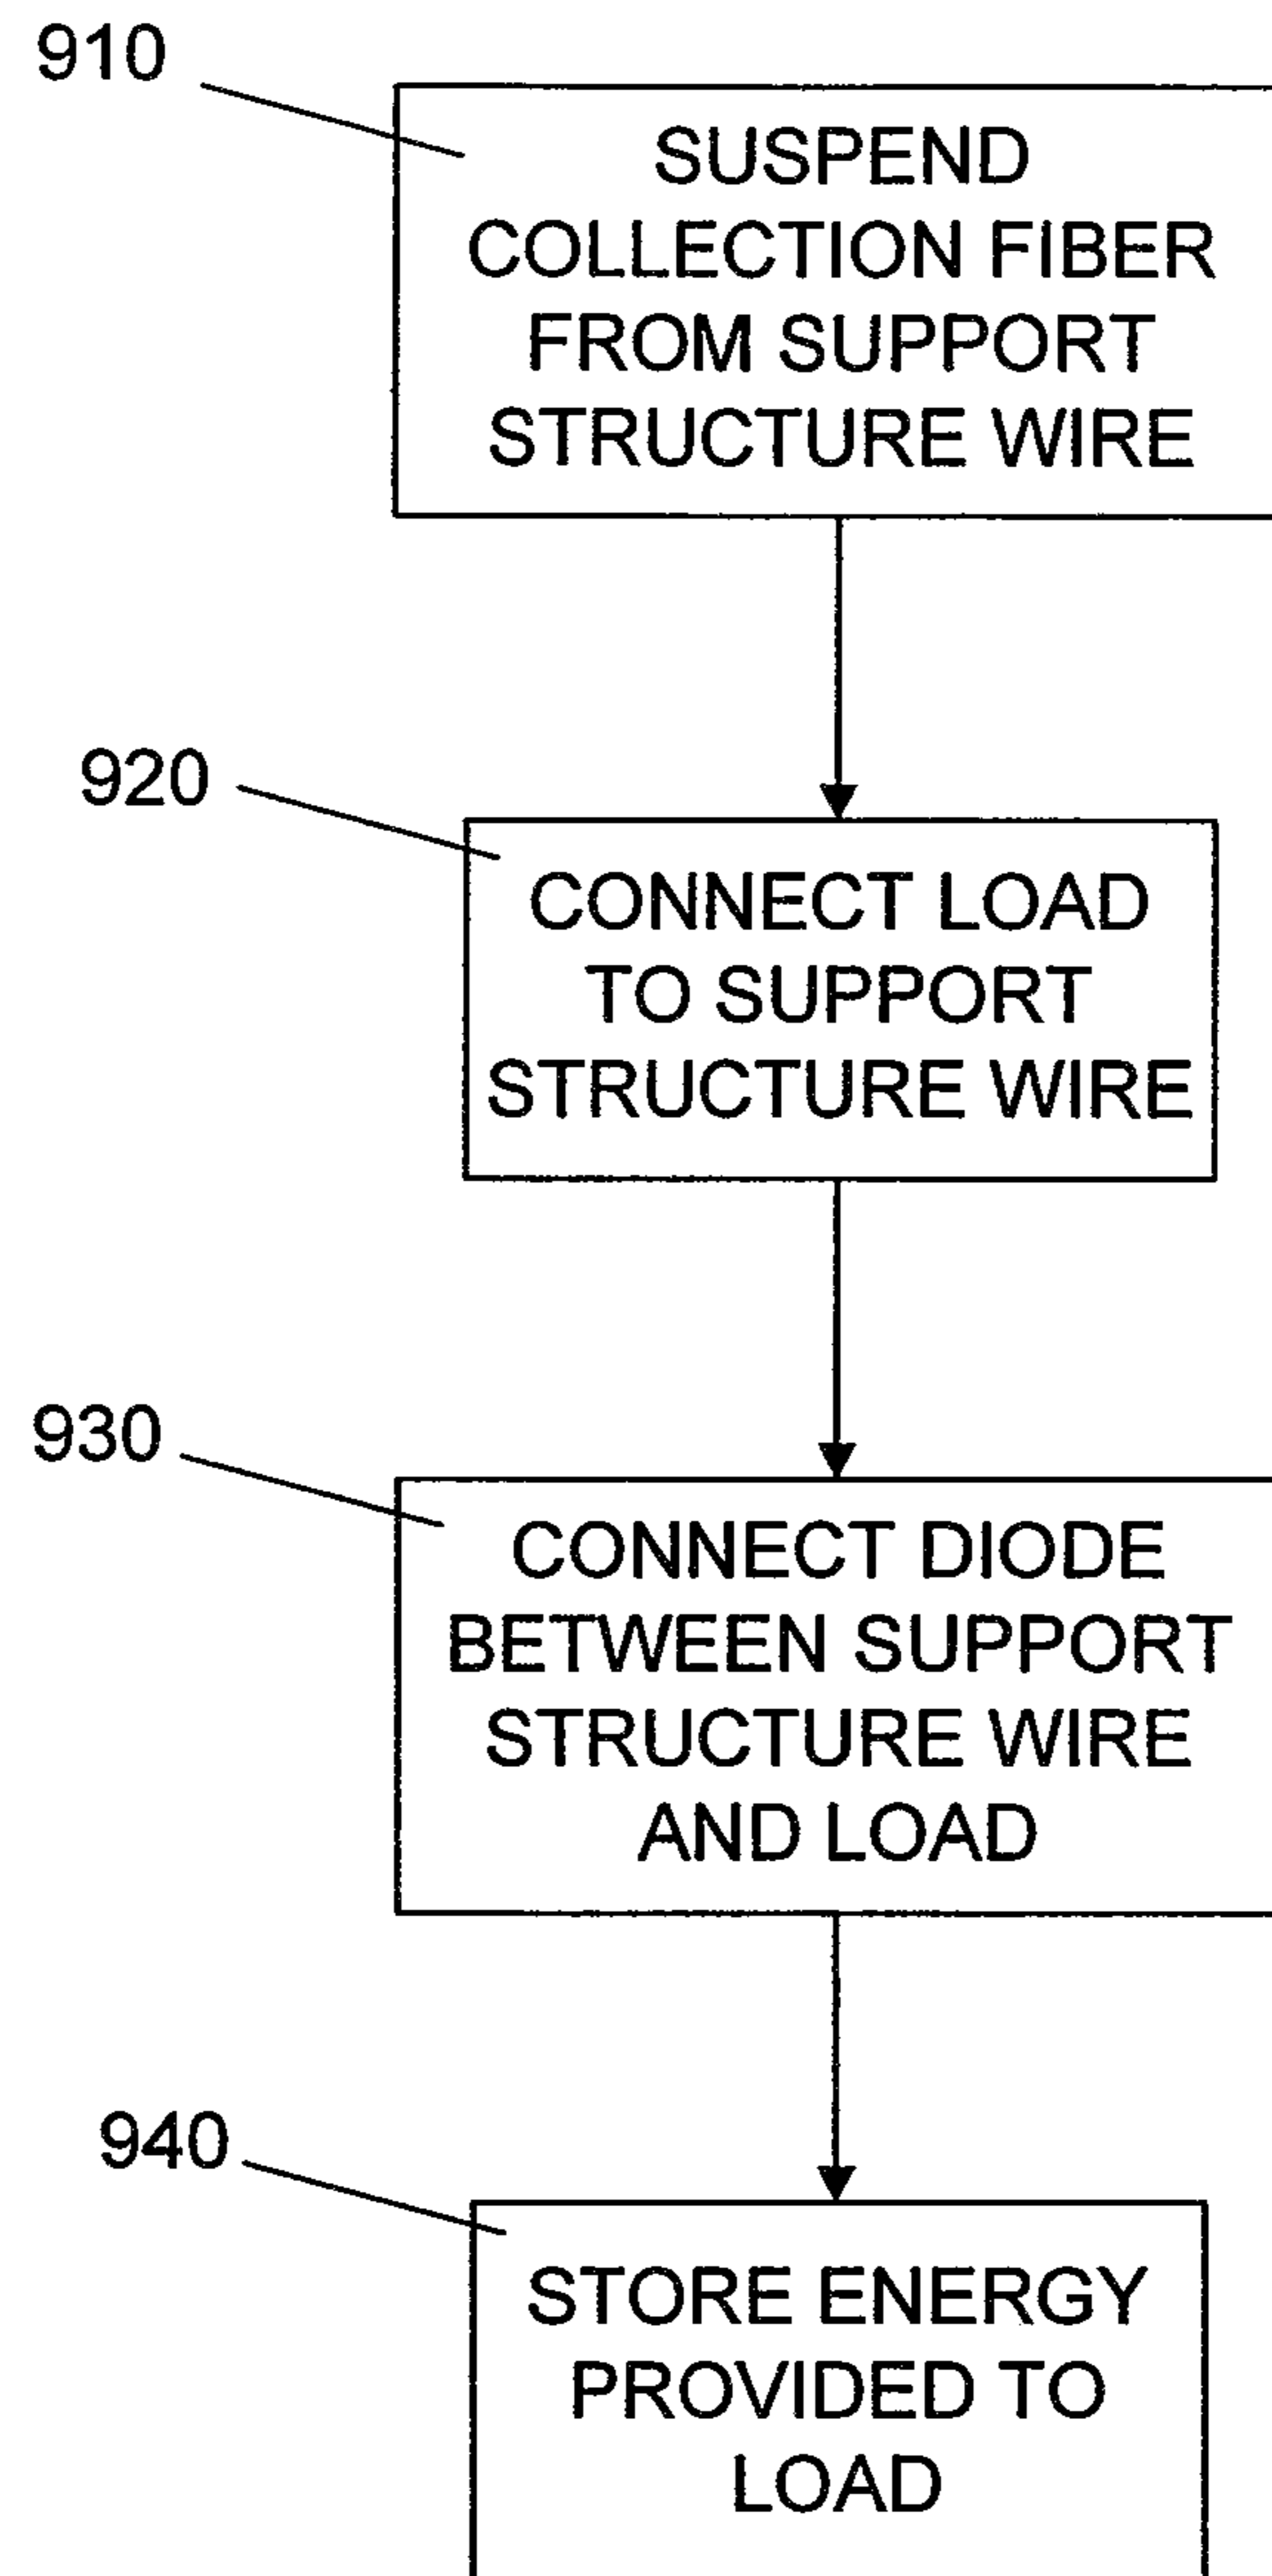 910
SUSPEND
COLLECTION FIBER
FROM SUPPORT
STRUCTURE WIRE
920
CONNECT LOAD
TO SUPPORT
STRUCTURE WIRE
930
CONNECT DIODE
BETWEEN SUPPORT
STRUCTURE WIRE
AND LOAD
940
STORE ENERGY
PROVIDED TO
LOAD